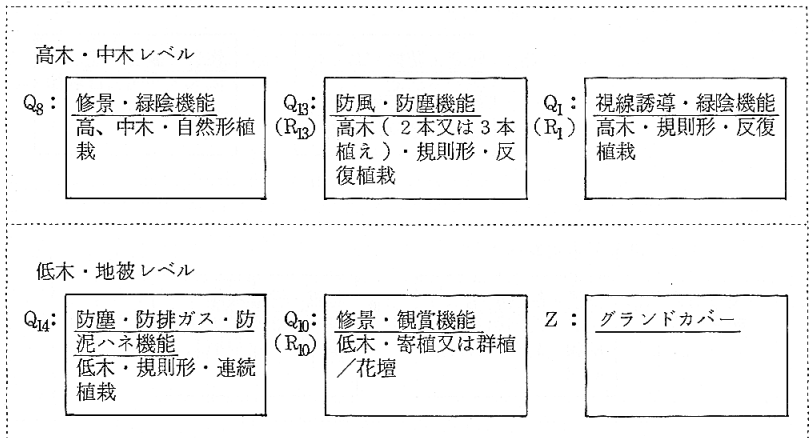 高木・中木レベル
Q8: 修景・緑陰機能
高、中木・自然形植
栽
Q13: 防風・防塵機能
(R13) 高木(2本又は3本
植え)・規則形・反
復植栽
Q1: 視線誘導・緑陰機能
(R1) 高木・規則形・反復
植栽
低木・地被レベル
Q14: 防塵・防排ガス・防
泥ハネ機能
低木・規則形・連続
植栽
Q10: 修景・観賞機能
(R10) 低木・寄植又は群植
/花壇
Z : グランドカバー